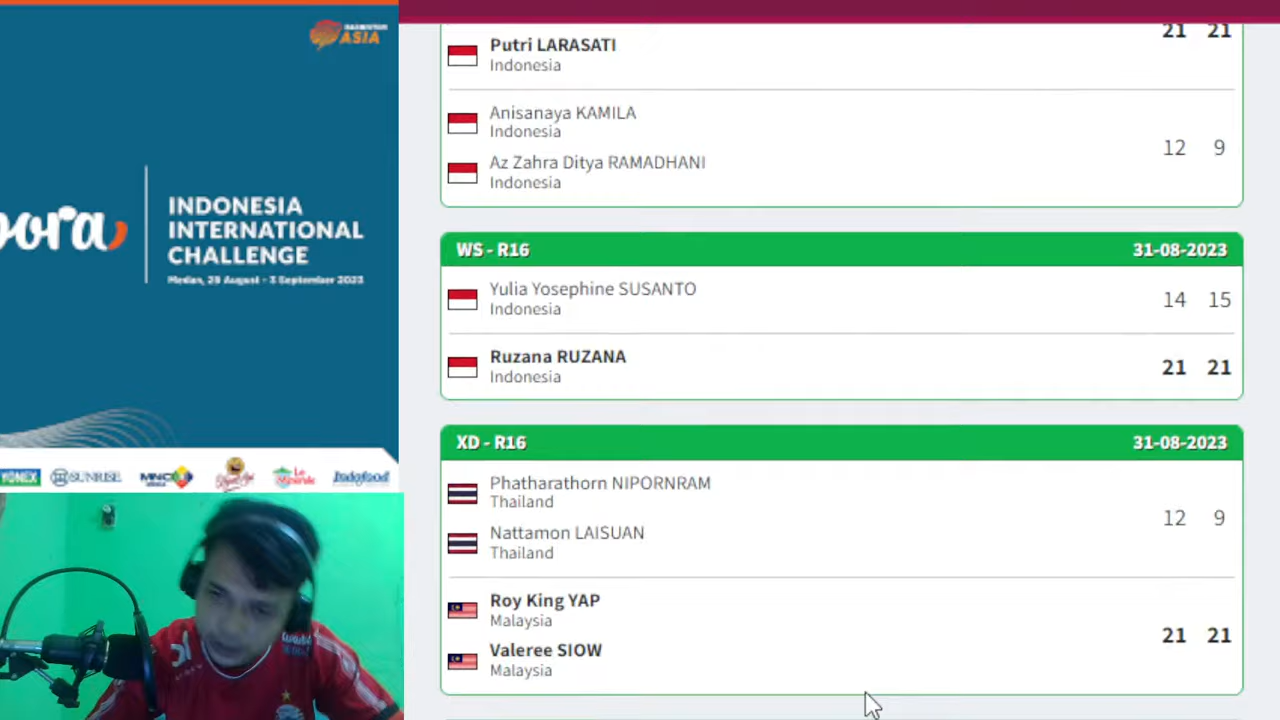 BADMINTON
ASIA
pora
INDONESIA
INTERNATIONAL
CHALLENGE
Medan, 29 August - 3 September 2023
YONEX
SUNRISE
MNC
Le
Minerale
Indofood
21 21
Putri LARASATI
Indonesia
Anisanaya KAMILA
Indonesia
12 9
Az Zahra Ditya RAMADHANI
Indonesia
WS - R16 31-08-2023
Yulia Yosephine SUSANTO
Indonesia
14 15
Ruzana RUZANA
Indonesia
21 21
XD - R16 31-08-2023
Phatharathorn NIPORNRAM
Thailand
12 9
Nattamon LAISUAN
Thailand
Roy King YAP
Malaysia
21 21
Valeree SIOW
Malaysia